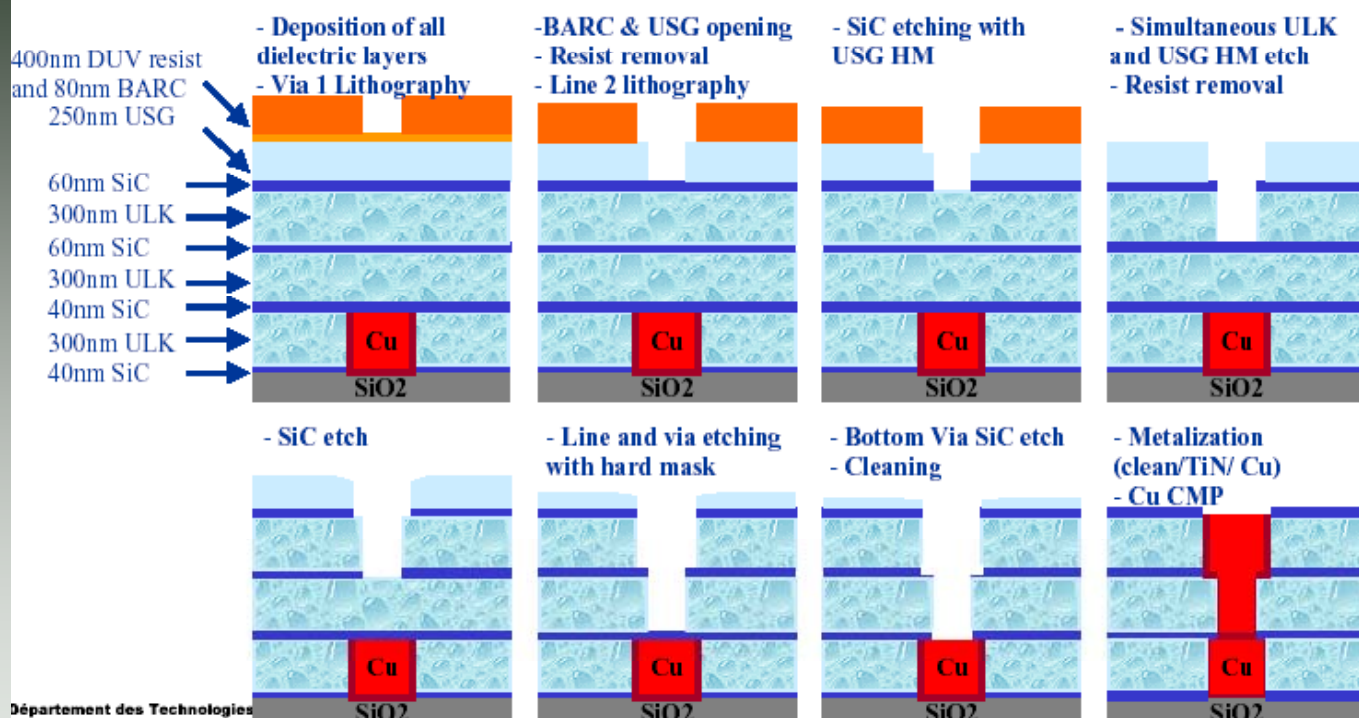 400nm DUV resist
and 80nm BARC
250nm USG
60nm SiC
300nm ULK
60nm SiC
300nm ULK
40nm SiC
300nm ULK
40nm SiC
- Deposition of all
dielectric layers
- Via 1 Lithography
Cu
SiO2
-BARC & USG opening
- Resist removal
- Line 2 lithography
Cu
SiO2
- SiC etching with
USG HM
Cu
SiO2
- Simultaneous ULK
and USG HM etch
- Resist removal
Cu
SiO2
- SiC etch
Cu
SiO2
- Line and via etching
with hard mask
Cu
SiO2
- Bottom Via SiC etch
- Cleaning
Cu
SiO2
- Metalization
(clean/TiN/ Cu)
- Cu CMP
Cu
SiO2
Département des Technologies